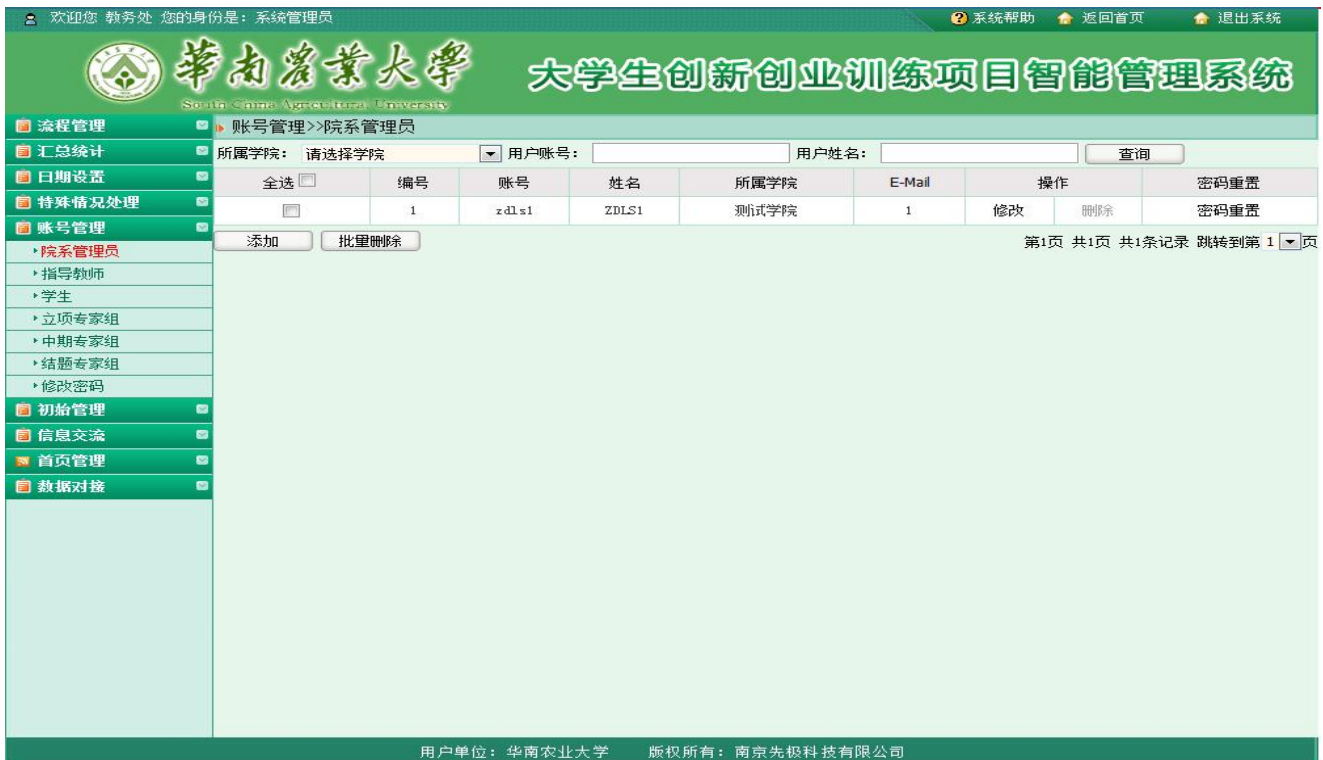 欢迎您 教务处 您的身份是：系统管理员 系统帮助 返回首页 退出系统
華南農業大學 大学生创新创业训练项目智能管理系统
South China Agricultural University
流程管理 账号管理>>院系管理员
汇总统计 所属学院： 请选择学院 用户账号： 用户姓名： 查询
日期设置 全选 编号 账号 姓名 所属学院 E-Mail 操作 密码重置
特殊情况处理 1 zdls1 ZDLS1 测试学院 1 修改 删除 密码重置
账号管理 添加 批量删除 第1页 共1页 共1条记录 跳转到第 1 页
院系管理员
指导教师
学生
立项专家组
中期专家组
结题专家组
修改密码
初始管理
信息交流
首页管理
数据对接
用户单位：华南农业大学 版权所有：南京先极科技有限公司